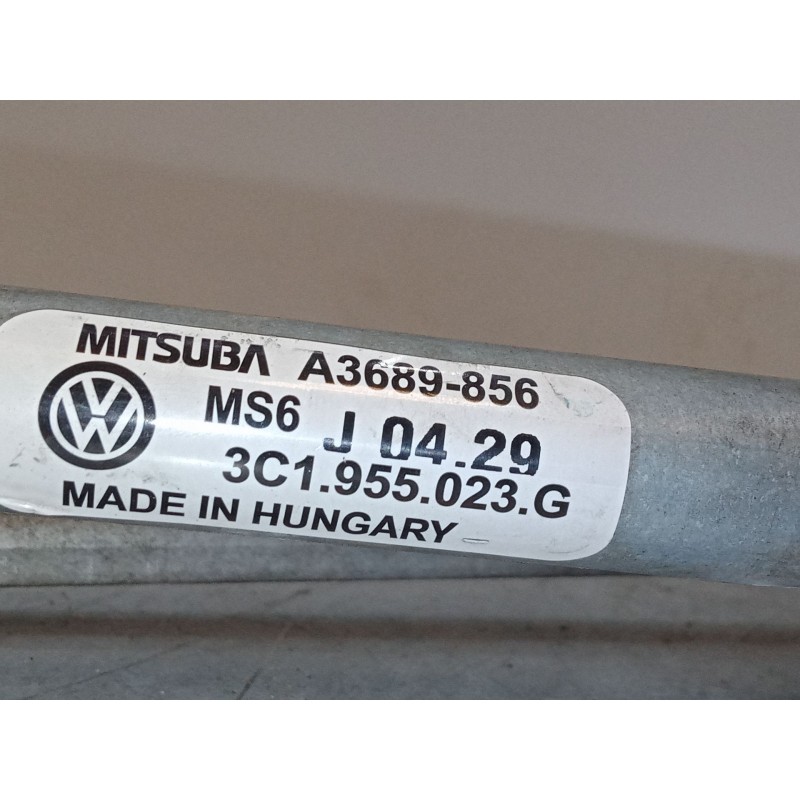 MITSUBA A3689-856
MS6 J 04.29
3C1.955.023.G
MADE IN HUNGARY